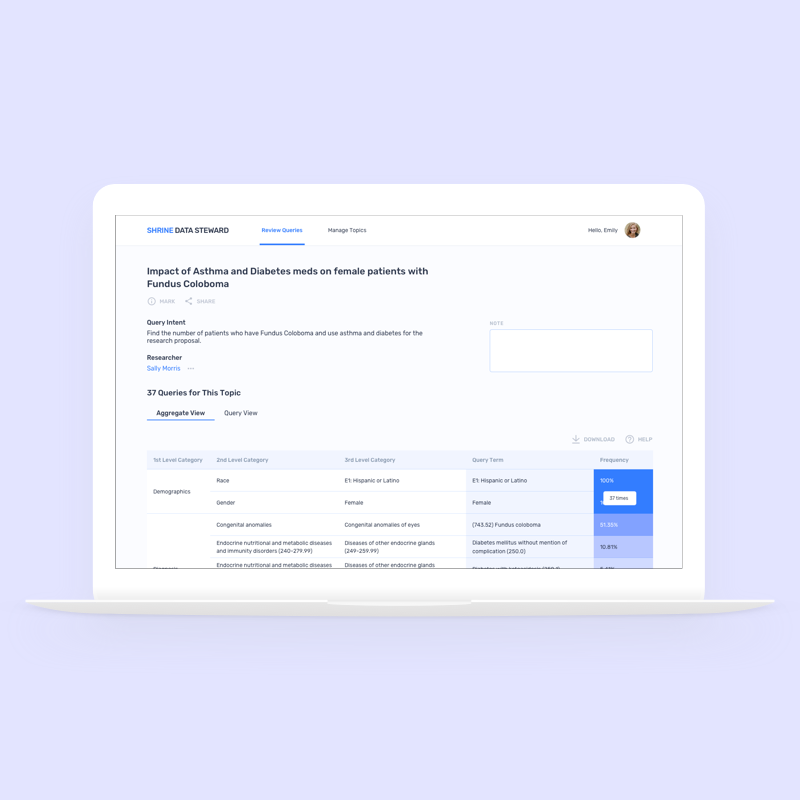 SHRINE DATA STEWARD Review Queries Manage Topics Hello, Emily
Impact of Asthma and Diabetes meds on female patients with
Fundus Coloboma
MARK SHARE
Query Intent
Find the number of patients who have Fundus Coloboma and use asthma and diabetes for the
research proposal.
NOTE
Researcher
Sally Morris
37 Queries for This Topic
Aggregate View Query View
DOWNLOAD HELP
1st Level Category 2nd Level Category 3rd Level Category Query Term Frequency
Demographics
Race E1: Hispanic or Latino E1: Hispanic or Latino 100%
Gender Female Female 37 times
Congenital anomalies Congenital anomalies of eyes (743.52) Fundus coloboma 51.35%
Endocrine nutritional and metabolic diseases
and immunity disorders (240-279.99)
Diseases of other endocrine glands
(249-259.99)
Diabetes mellitus without mention of
complication (250.0)
10.81%
Endocrine nutritional and metabolic diseases Diseases of other endocrine glands